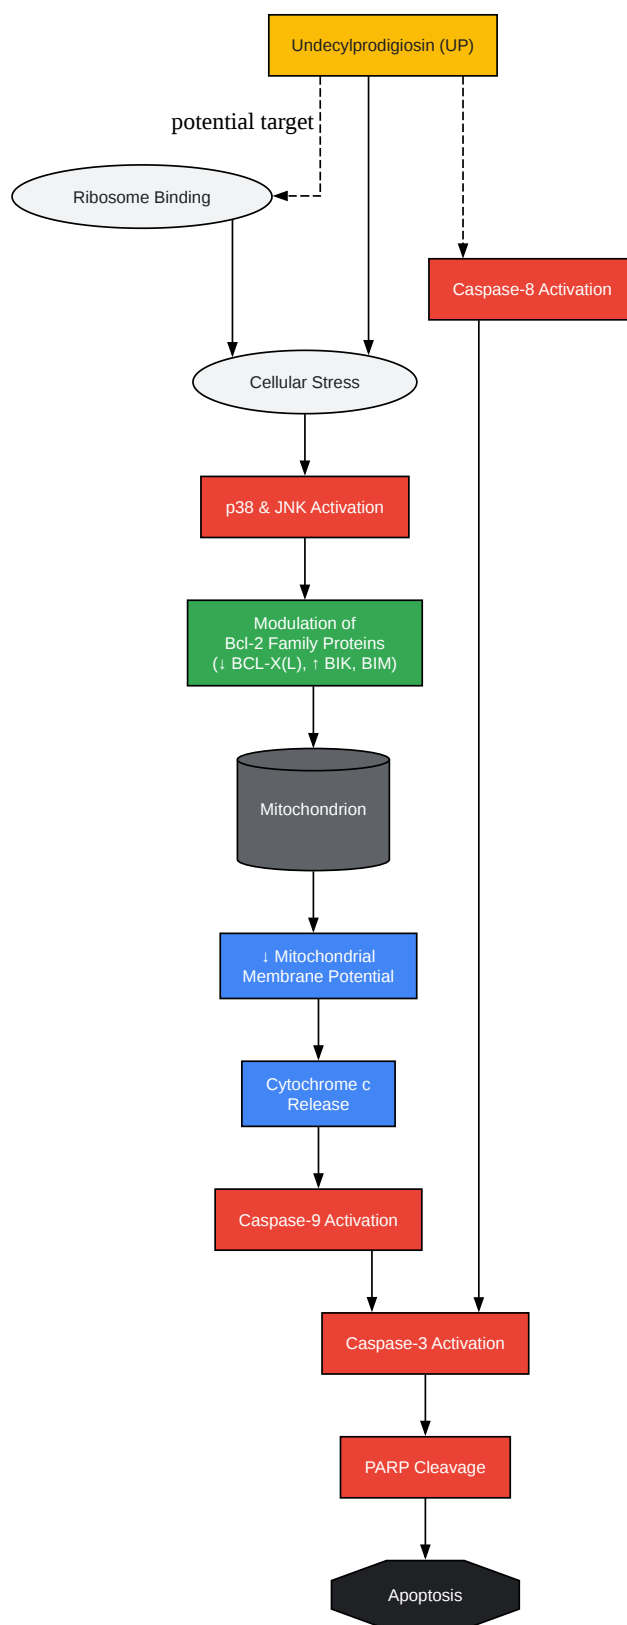 Undecylprodigiosin (UP)
potential target
Ribosome Binding
Caspase-8 Activation
Cellular Stress
p38 & JNK Activation
Modulation of
Bcl-2 Family Proteins
(↓ BCL-X(L), ↑ BIK, BIM)
Mitochondrion
↓ Mitochondrial
Membrane Potential
Cytochrome c
Release
Caspase-9 Activation
Caspase-3 Activation
PARP Cleavage
Apoptosis